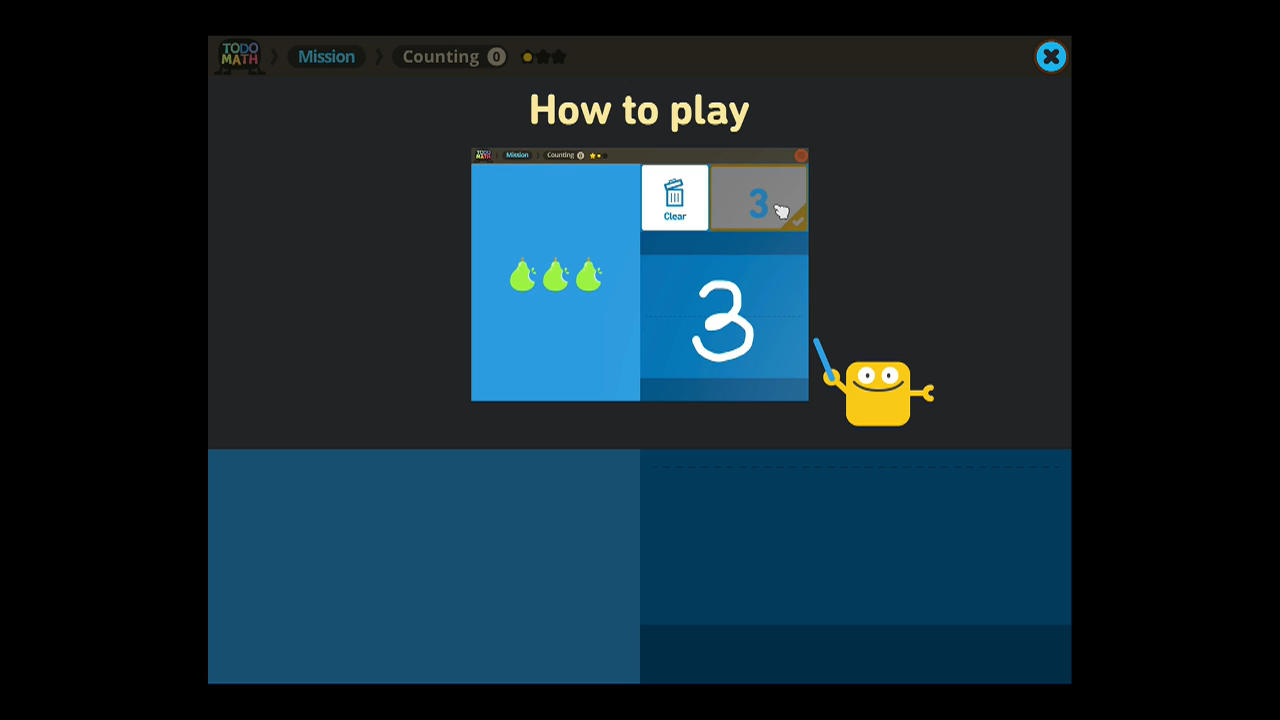 TODO MATH Mission Counting 0
How to play
TODO MATH Mission Counting 0
Clear
3
3